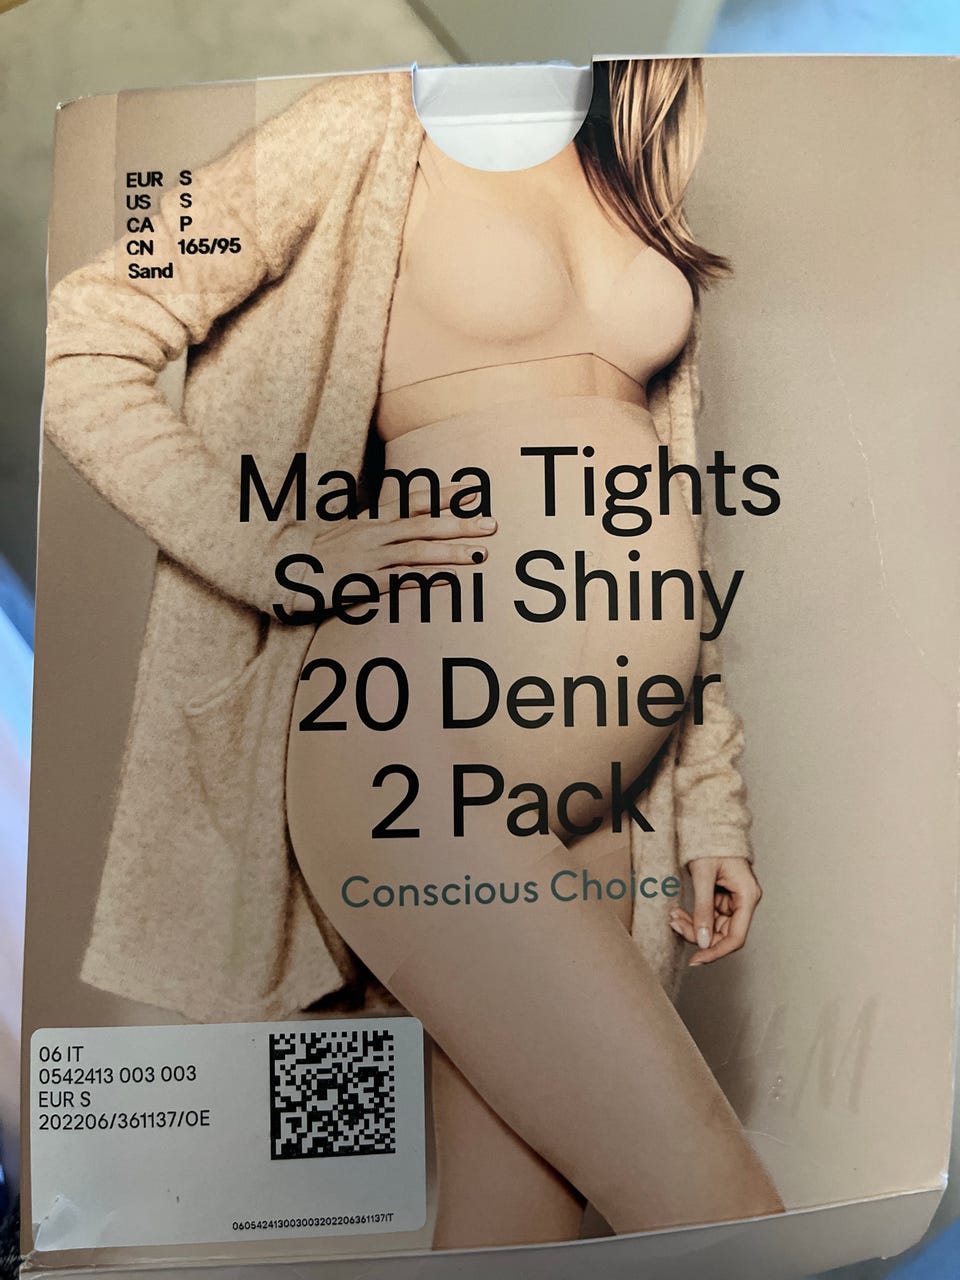 EUR S
US S
CA P
CN 165/95
Sand
Mama Tights
Semi Shiny
20 Denier
2 Pack
Conscious Choice
06 IT
0542413 003 003
EUR S
202206/361137/OE
060542413003003202206361137IT